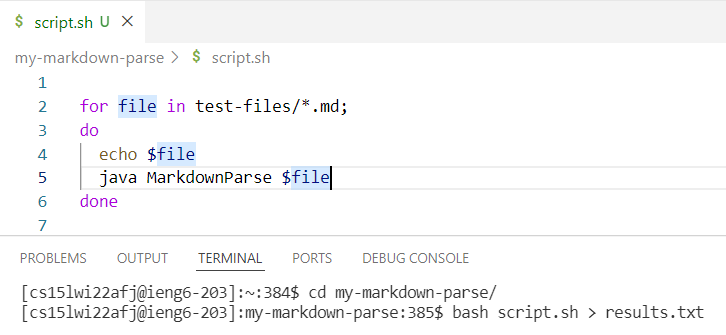 $ script.sh U ×
my-markdown-parse > $ script.sh
1
2 for file in test-files/*.md;
3 do
4 echo $file
5 java MarkdownParse $file
6 done
7
PROBLEMS OUTPUT TERMINAL PORTS DEBUG CONSOLE
[cs15lwi22afj@ieng6-203]:~:384$ cd my-markdown-parse/
[cs15lwi22afj@ieng6-203]:my-markdown-parse:385$ bash script.sh > results.txt